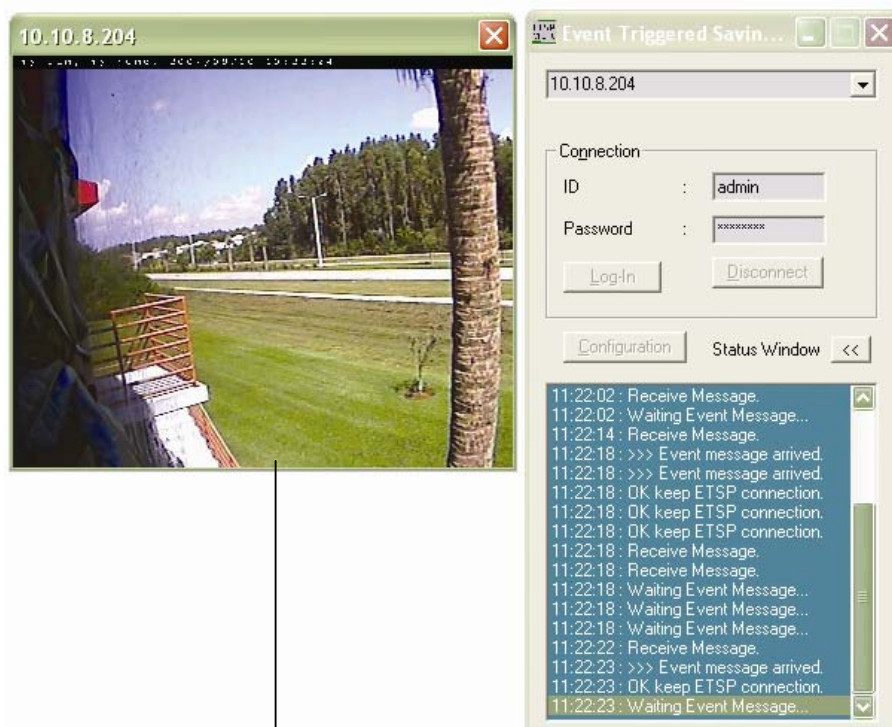 10.10.8.204
Event Triggered Savin...
10.10.8.204
Connection
ID : admin
Password : ********
Log-In
Disconnect
Configuration
Status Window <<
11:22:02 : Receive Message.
11:22:02 : Waiting Event Message...
11:22:14 : Receive Message.
11:22:18 : >>> Event message arrived.
11:22:18 : >>> Event message arrived.
11:22:18 : OK keep ETSP connection.
11:22:18 : OK keep ETSP connection.
11:22:18 : OK keep ETSP connection.
11:22:18 : Receive Message.
11:22:18 : Receive Message.
11:22:18 : Waiting Event Message...
11:22:18 : Waiting Event Message...
11:22:18 : Waiting Event Message...
11:22:22 : Receive Message.
11:22:23 : >>> Event message arrived.
11:22:23 : OK keep ETSP connection.
11:22:23 : Waiting Event Message...